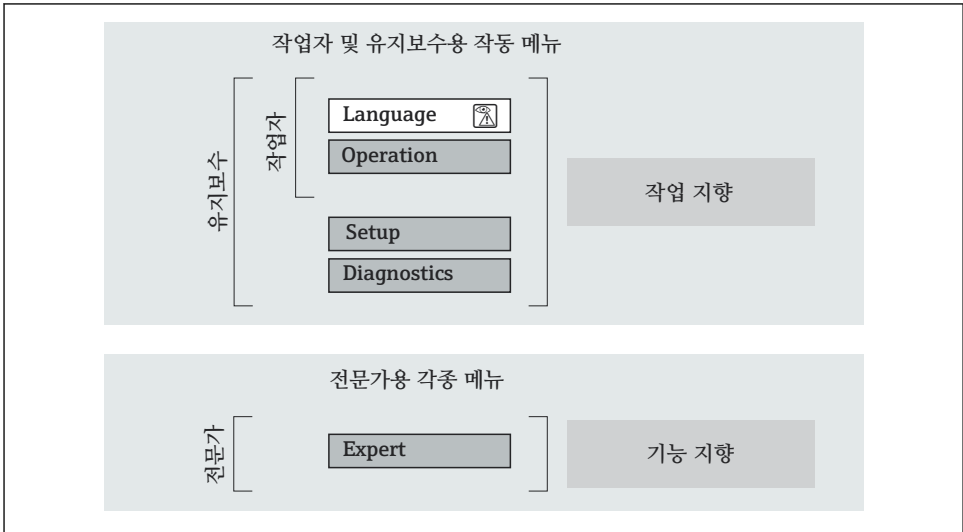 작업자 및 유지보수용 작동 메뉴
유지보수
작업자
Language
Operation
Setup
Diagnostics
작업 지향
전문가용 각종 메뉴
전문가
Expert
기능 지향